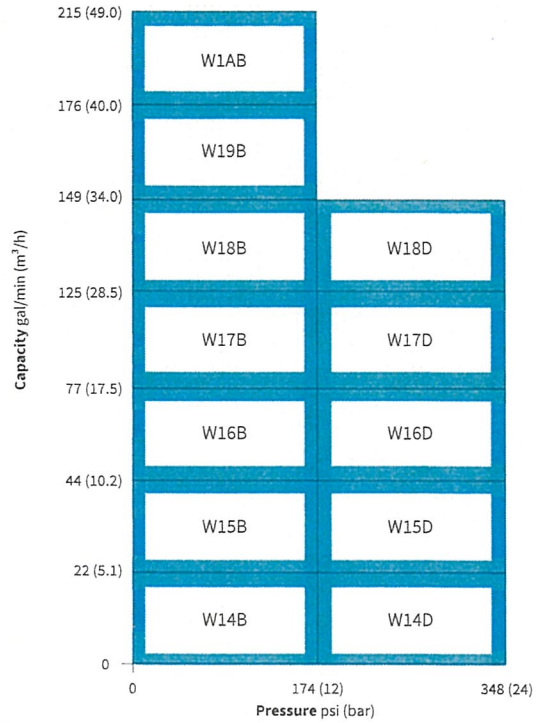 215 (49.0)
W1AB
176 (40.0)
W19B
149 (34.0)
W18B W18D
125 (28.5)
W17B W17D
77 (17.5)
W16B W16D
44 (10.2)
W15B W15D
22 (5.1)
W14B W14D
0
0 174 (12) 348 (24)
Pressure psi (bar)
Capacity gal/min (m³/h)